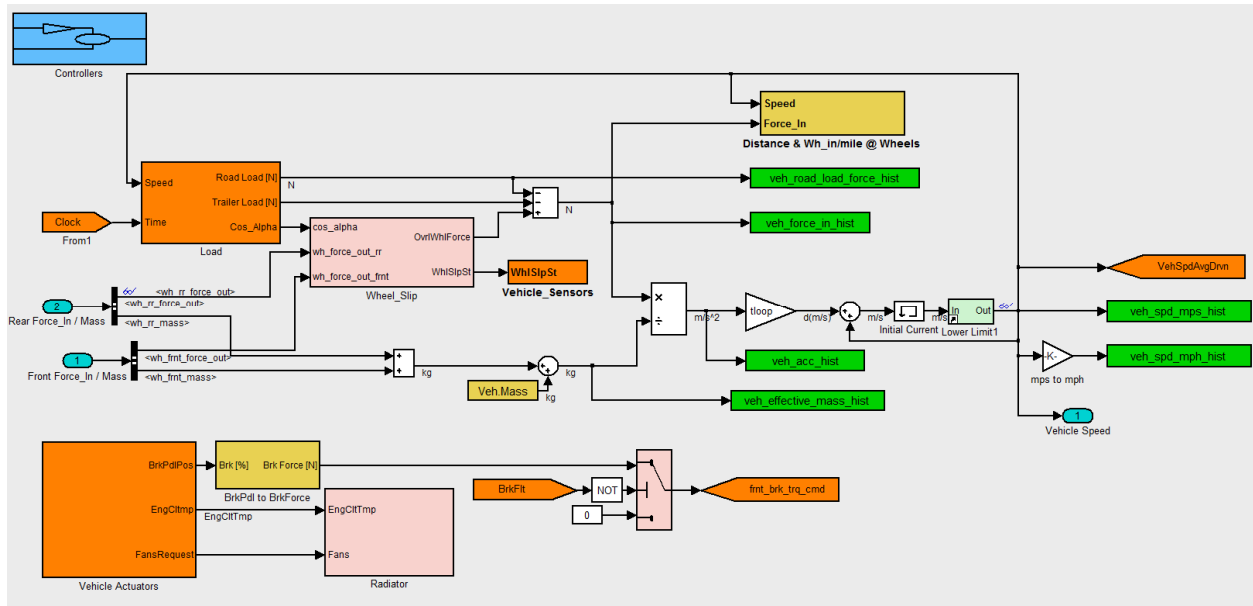 Controllers
Speed
Force_In
Distance & Wh_in/mile @ Wheels
Speed
Road Load [N]
N
veh_road_load_force_hist
Trailer Load [N]
N
Clock
From1
Time
Cos_Alpha
Load
cos_alpha
OvrlWhlForce
veh_force_in_hist
wh_force_out_rr
WhlSlpSt
wh_force_out_frnt
Wheel_Slip
WhlSlpSt
Vehicle_Sensors
VehSpdAvgDrvn
2
Rear Force_In / Mass
<wh_rr_force_out>
<wh_rr_force_out>
<wh_rr_mass>
×
÷
m/s^2
tloop
d(m/s)
+
+
m/s
Initial Current
m/s
In
Out
Lower Limit1
veh_spd_mps_hist
1
Front Force_In / Mass
<wh_frnt_force_out>
<wh_frnt_mass>
+
+
kg
+
+
kg
Veh.Mass
kg
veh_acc_hist
veh_effective_mass_hist
-K-
mps to mph
veh_spd_mph_hist
1
Vehicle Speed
BrkPdlPos
Brk [%]
Brk Force [N]
BrkPdl to BrkForce
BrkFlt
NOT
0
frnt_brk_trq_cmd
EngCltmp
EngCltTmp
EngCltTmp
FansRequest
Fans
Vehicle Actuators
Radiator